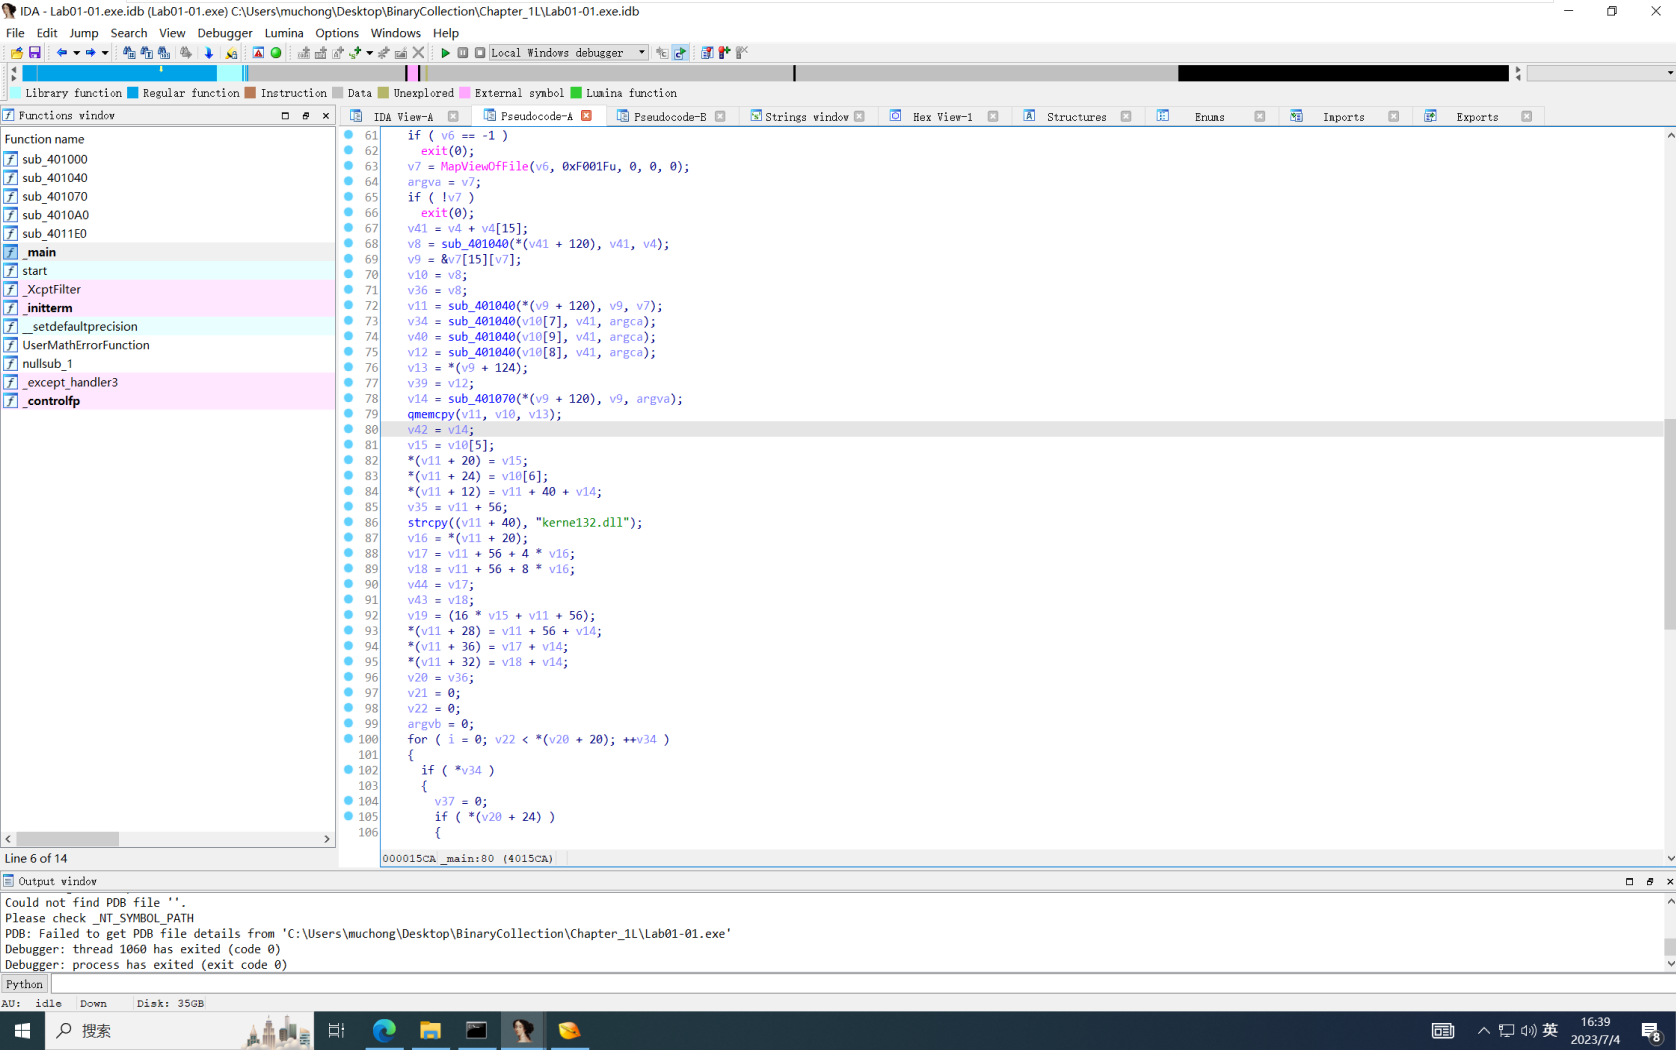 IDA - Lab01-01.exe.idb (Lab01-01.exe) C:\Users\muchong\Desktop\BinaryCollection\Chapter_1L\Lab01-01.exe.idb
File Edit Jump Search View Debugger Lumina Options Windows Help
Local Windows debugger
Library function Regular function Instruction Data Unexplored External symbol Lumina function
Functions window
IDA View-A Pseudocode-A Pseudocode-B Strings window Hex View-1 Structures Enums Imports Exports
Function name
sub_401000
sub_401040
sub_401070
sub_4010A0
sub_4011E0
_main
start
_XcptFilter
_initterm
__setdefaultprecision
UserMathErrorFunction
nullsub_1
_except_handler3
_controlfp
Line 6 of 14
61 if ( v6 == -1 )
62 exit(0);
63 v7 = MapViewOfFile(v6, 0xF001Fu, 0, 0, 0);
64 argva = v7;
65 if ( !v7 )
66 exit(0);
67 v41 = v4 + v4[15];
68 v8 = sub_401040(*(v41 + 120), v41, v4);
69 v9 = &v7[15][v7];
70 v10 = v8;
71 v36 = v8;
72 v11 = sub_401040(*(v9 + 120), v9, v7);
73 v34 = sub_401040(v10[7], v41, argca);
74 v40 = sub_401040(v10[9], v41, argca);
75 v12 = sub_401040(v10[8], v41, argca);
76 v13 = *(v9 + 124);
77 v39 = v12;
78 v14 = sub_401070(*(v9 + 120), v9, argva);
79 qmemcpy(v11, v10, v13);
80 v42 = v14;
81 v15 = v10[5];
82 *(v11 + 20) = v15;
83 *(v11 + 24) = v10[6];
84 *(v11 + 12) = v11 + 40 + v14;
85 v35 = v11 + 56;
86 strcpy((v11 + 40), "kerne132.dll");
87 v16 = *(v11 + 20);
88 v17 = v11 + 56 + 4 * v16;
89 v18 = v11 + 56 + 8 * v16;
90 v44 = v17;
91 v43 = v18;
92 v19 = (16 * v15 + v11 + 56);
93 *(v11 + 28) = v11 + 56 + v14;
94 *(v11 + 36) = v17 + v14;
95 *(v11 + 32) = v18 + v14;
96 v20 = v36;
97 v21 = 0;
98 v22 = 0;
99 argvb = 0;
100 for ( i = 0; v22 < *(v20 + 20); ++v34 )
101 {
102 if ( *v34 )
103 {
104 v37 = 0;
105 if ( *(v20 + 24) )
106 {
000015CA _main:80 (4015CA)
Output window
Could not find PDB file ''.
Please check _NT_SYMBOL_PATH
PDB: Failed to get PDB file details from 'C:\Users\muchong\Desktop\BinaryCollection\Chapter_1L\Lab01-01.exe'
Debugger: thread 1060 has exited (code 0)
Debugger: process has exited (exit code 0)
Python
AU: idle Down Disk: 35GB
搜索
英
16:39
2023/7/4
8